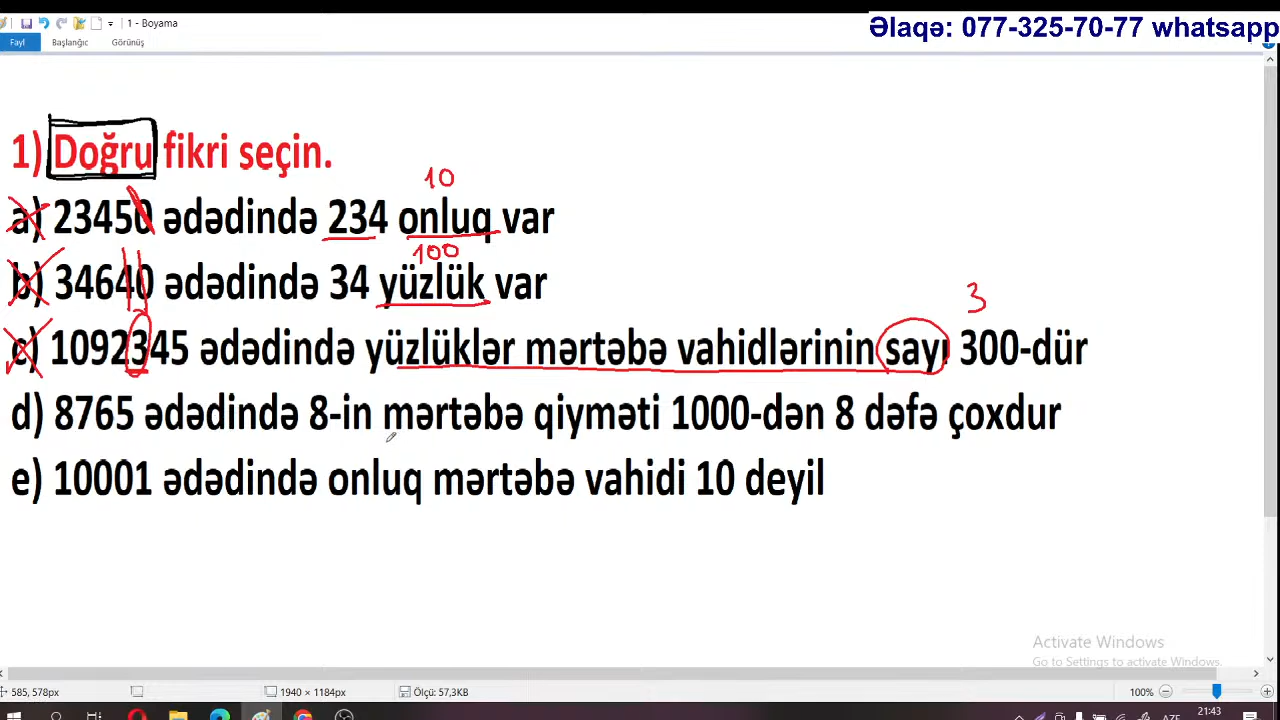 1 - Boyama
Əlaqə: 077-325-70-77 whatsapp
Fayl Başlanğıc Görünüş
1) Doğru fikri seçin.
10
a) 23450 ədədində 234 onluq var
100
b) 34640 ədədində 34 yüzlük var
3
c) 1092345 ədədində yüzlüklər mərtəbə vahidlərinin sayı 300-dür
d) 8765 ədədində 8-in mərtəbə qiyməti 1000-dən 8 dəfə çoxdur
e) 10001 ədədində onluq mərtəbə vahidi 10 deyil
Activate Windows
Go to Settings to activate Windows.
585, 578px 1940 × 1184px Ölçü: 57,3KB 100%
21:43
AZE